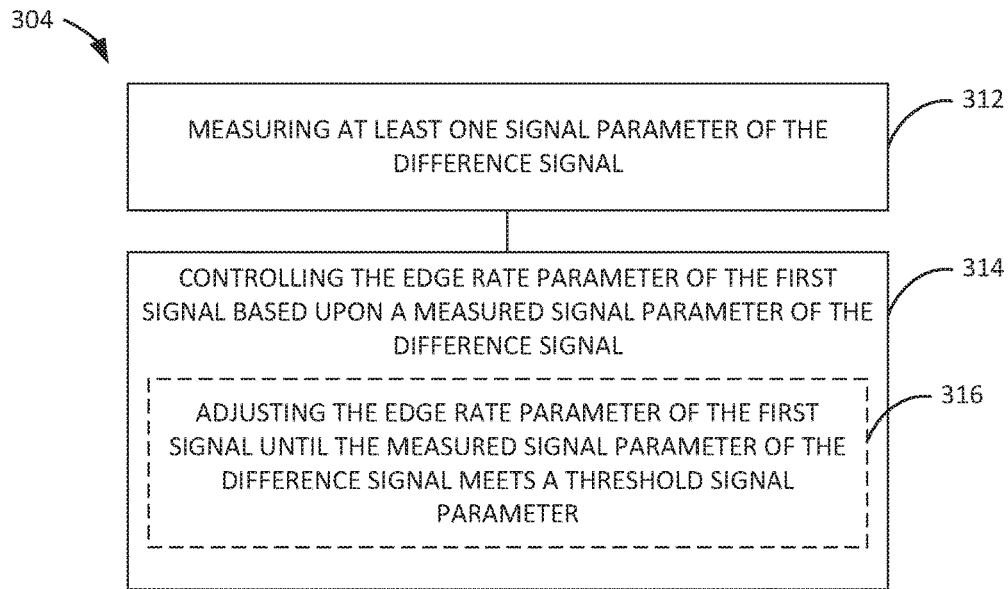 304
MEASURING AT LEAST ONE SIGNAL PARAMETER OF THE
DIFFERENCE SIGNAL
312
CONTROLLING THE EDGE RATE PARAMETER OF THE FIRST
SIGNAL BASED UPON A MEASURED SIGNAL PARAMETER OF THE
DIFFERENCE SIGNAL
314
ADJUSTING THE EDGE RATE PARAMETER OF THE FIRST
SIGNAL UNTIL THE MEASURED SIGNAL PARAMETER OF THE
DIFFERENCE SIGNAL MEETS A THRESHOLD SIGNAL
PARAMETER
316